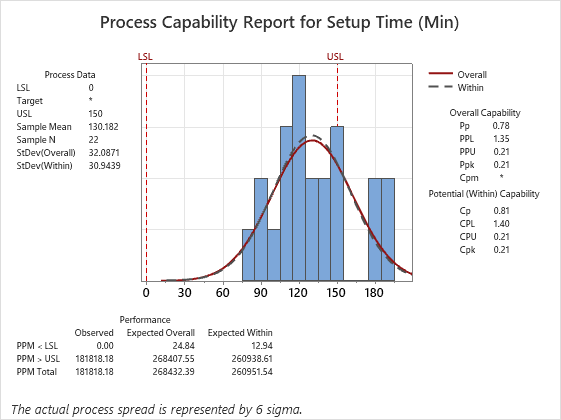 Process Capability Report for Setup Time (Min)
LSL USL
Process Data
LSL 0
Target *
USL 150
Sample Mean 130.182
Sample N 22
StDev(Overall) 32.0871
StDev(Within) 30.9439
Overall
Within
Overall Capability
Pp 0.78
PPL 1.35
PPU 0.21
Ppk 0.21
Cpm *
Potential (Within) Capability
Cp 0.81
CPL 1.40
CPU 0.21
Cpk 0.21
0 30 60 90 120 150 180
Performance
Observed Expected Overall Expected Within
PPM < LSL 0.00 24.84 12.94
PPM > USL 181818.18 268407.55 260938.61
PPM Total 181818.18 268432.39 260951.54
The actual process spread is represented by 6 sigma.